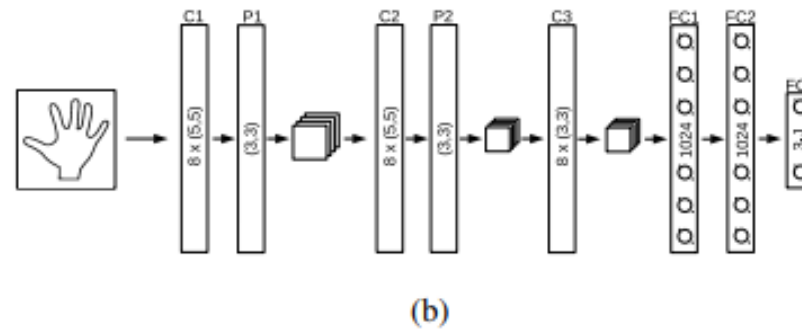 C1 P1 C2 P2 C3 FC1 FC2
8 x (5,5)
(3,3)
8 x (5,5)
(3,3)
8 x (3,3)
1024
1024
(b)